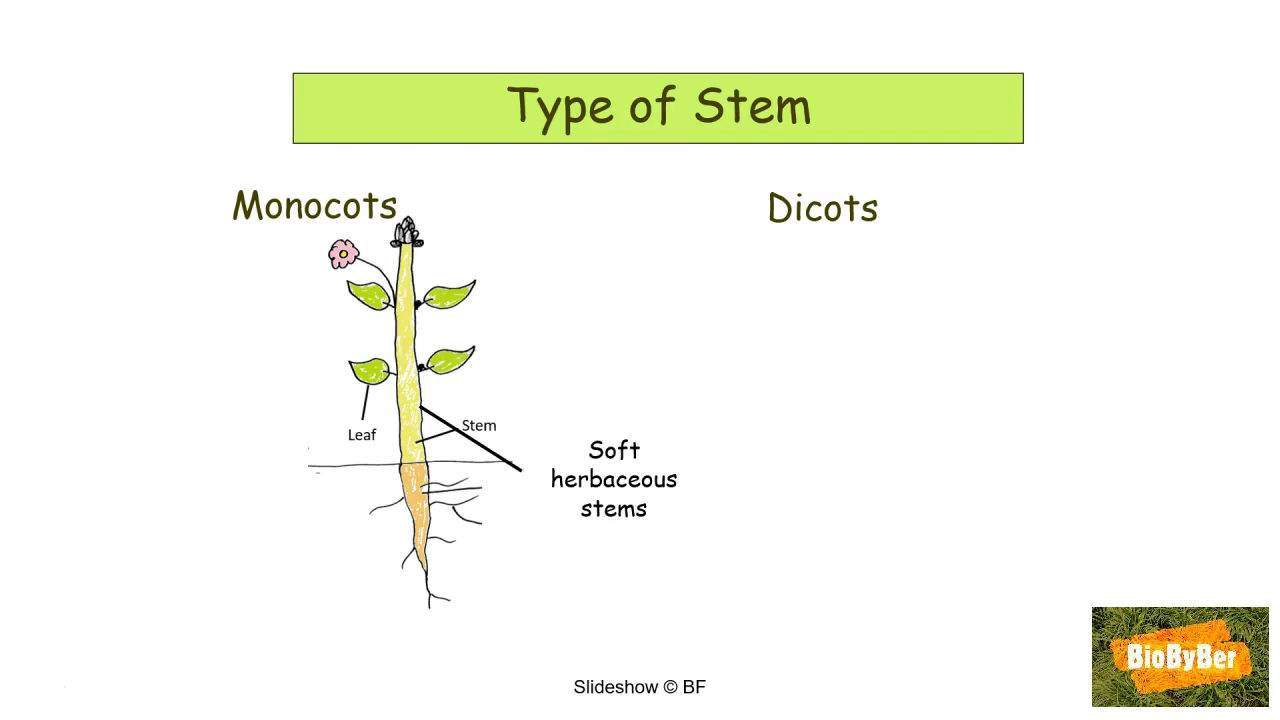 Type of Stem
Monocots
Dicots
Leaf
Stem
Soft
herbaceous
stems
BioByBer
Slideshow © BF